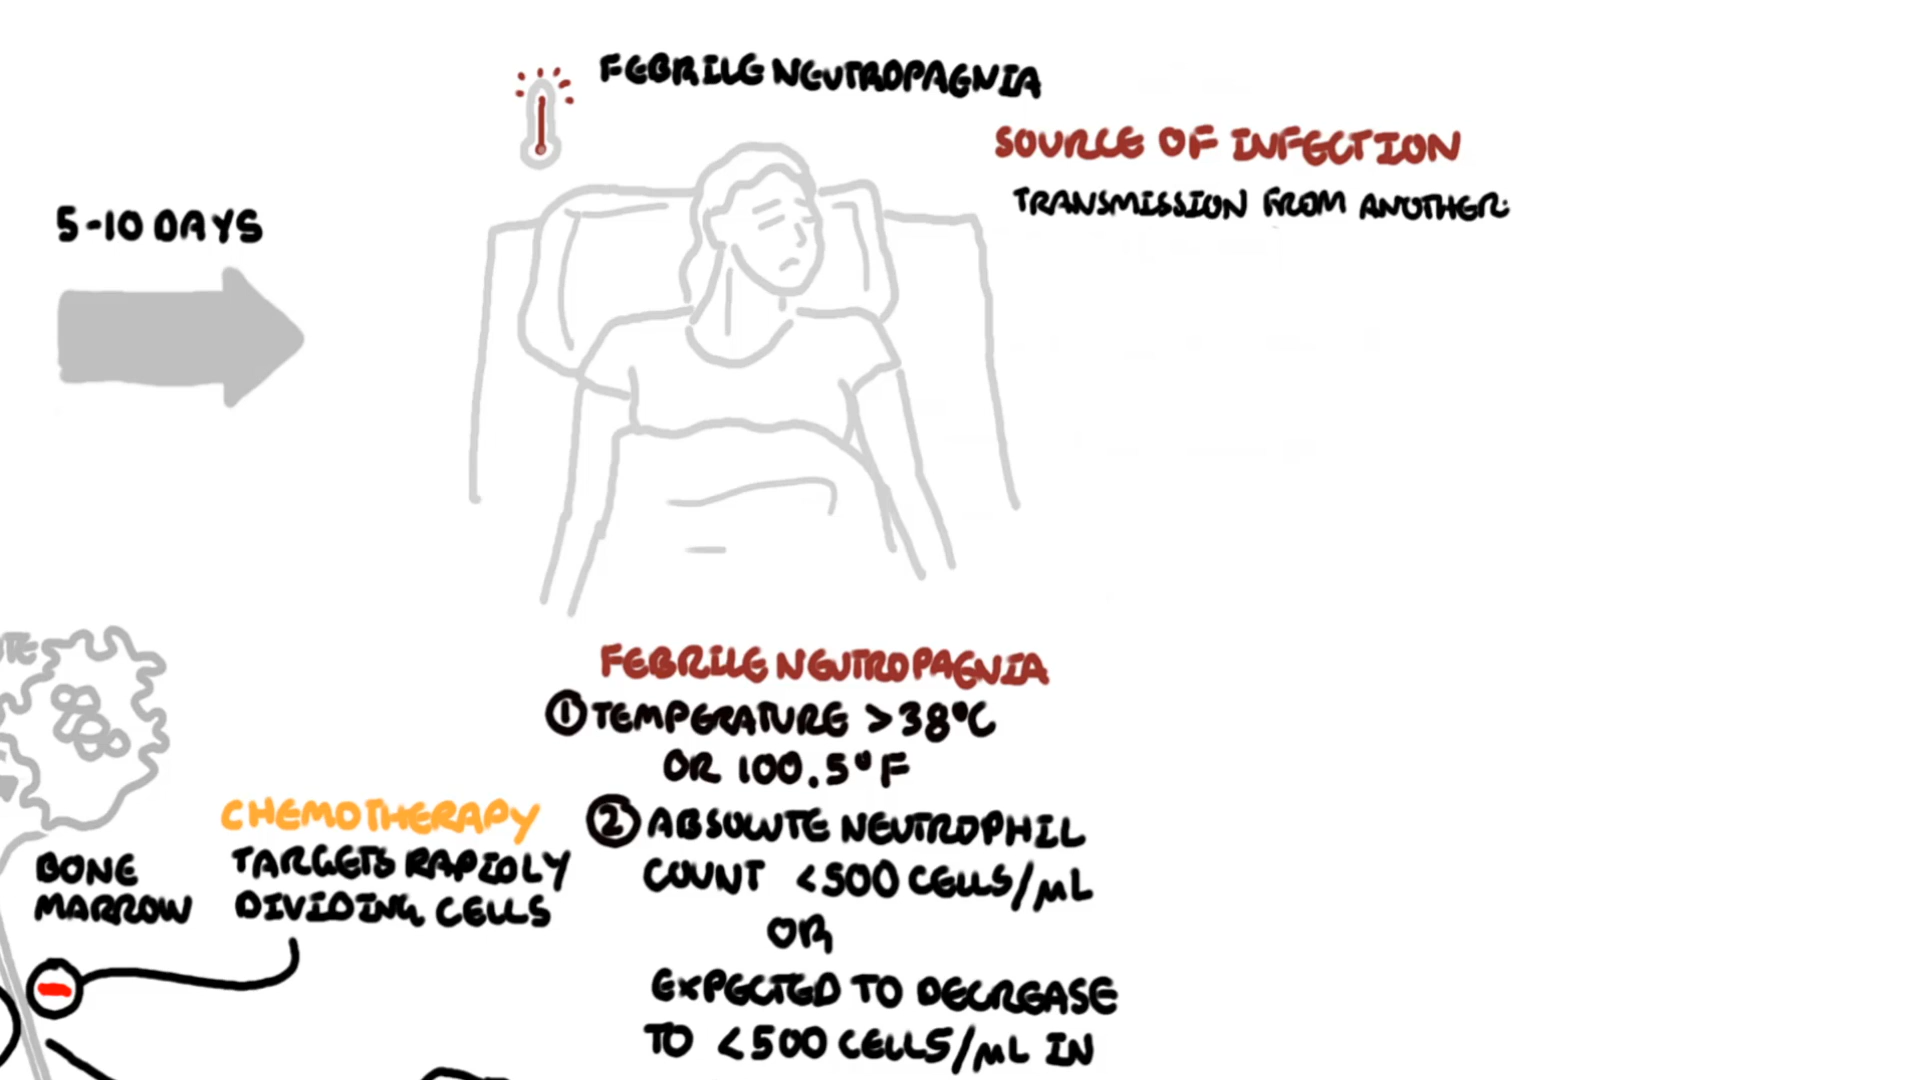 FEBRILE NEUTROPAENIA
SOURCE OF INFECTION
TRANSMISSION FROM ANOTHER
5-10 DAYS
FEBRILE NEUTROPAENIA
① TEMPERATURE >38°C
OR 100.5°F
② ABSOLUTE NEUTROPHIL
COUNT <500 CELLS/μL
OR
EXPECTED TO DECREASE
TO <500 CELLS/μL IN
CHEMOTHERAPY
TARGETS RAPIDLY
DIVIDING CELLS
BONE
MARROW